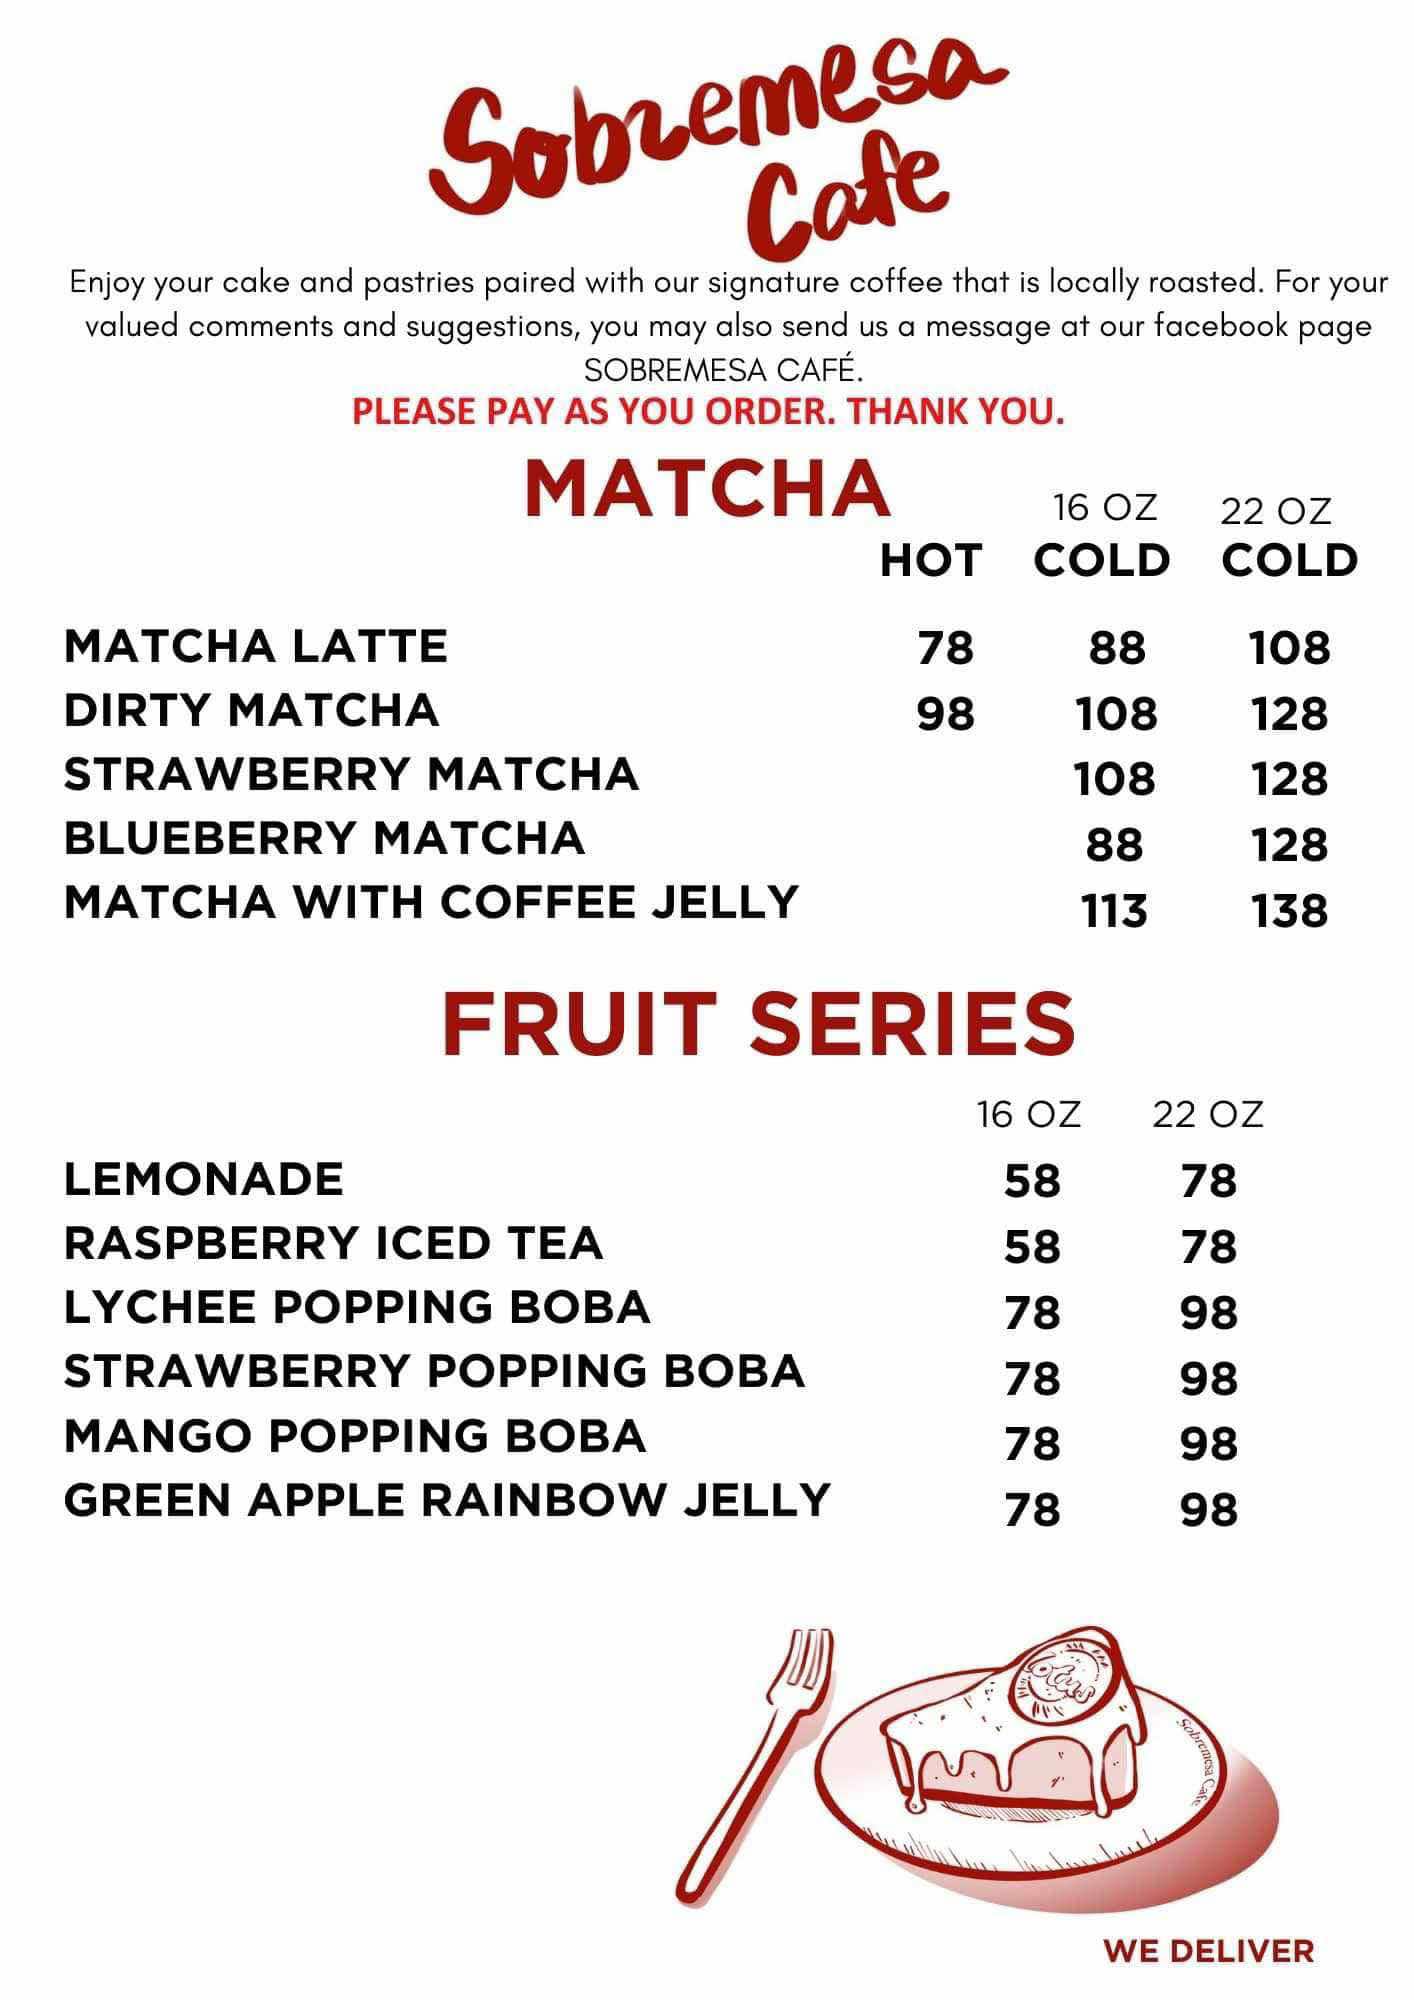 Sobremesa
Cafe
Enjoy your cake and pastries paired with our signature coffee that is locally roasted. For your
valued comments and suggestions, you may also send us a message at our facebook page
SOBREMESA CAFÉ.
PLEASE PAY AS YOU ORDER. THANK YOU.
MATCHA
16 OZ 22 OZ
HOT COLD COLD
MATCHA LATTE 78 88 108
DIRTY MATCHA 98 108 128
STRAWBERRY MATCHA 108 128
BLUEBERRY MATCHA 88 128
MATCHA WITH COFFEE JELLY 113 138
FRUIT SERIES
16 OZ 22 OZ
LEMONADE 58 78
RASPBERRY ICED TEA 58 78
LYCHEE POPPING BOBA 78 98
STRAWBERRY POPPING BOBA 78 98
MANGO POPPING BOBA 78 98
GREEN APPLE RAINBOW JELLY 78 98
Sobremesa Cafe
WE DELIVER